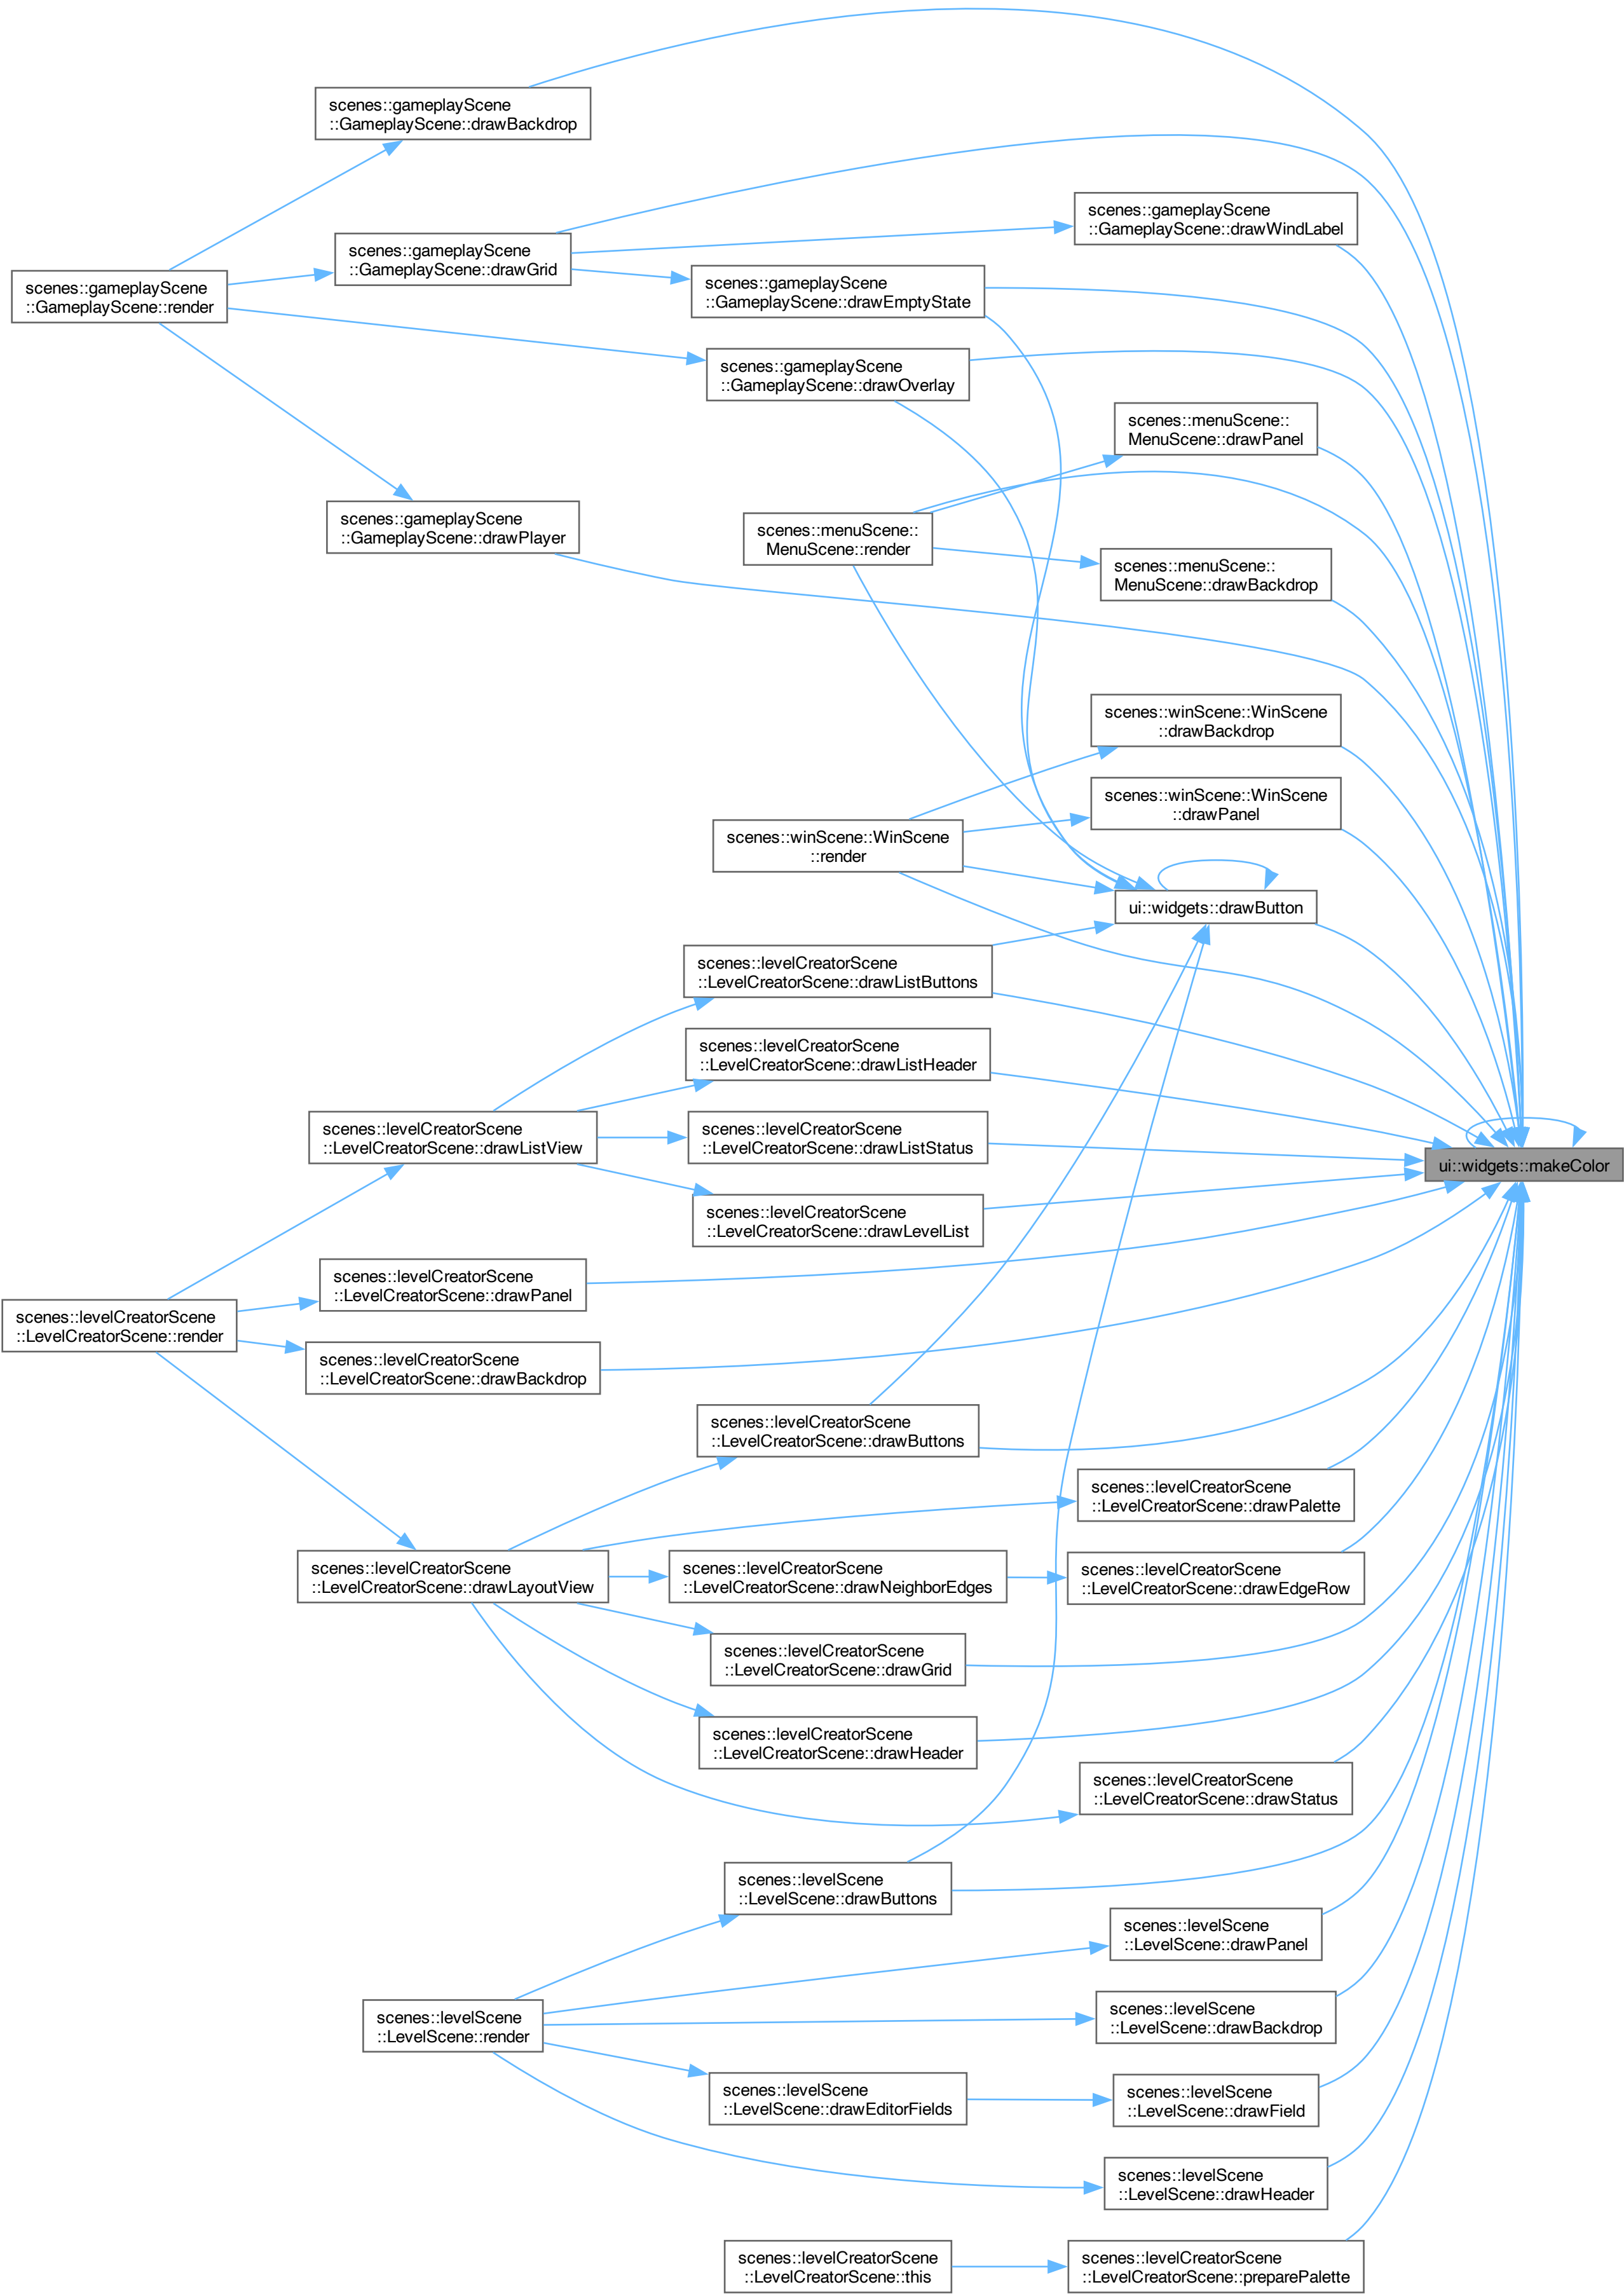 scenes::gameplayScene
::GameplayScene::drawBackdrop
scenes::gameplayScene
::GameplayScene::drawWindLabel
scenes::gameplayScene
::GameplayScene::drawGrid
scenes::gameplayScene
::GameplayScene::drawEmptyState
scenes::gameplayScene
::GameplayScene::render
scenes::gameplayScene
::GameplayScene::drawOverlay
scenes::menuScene::
MenuScene::drawPanel
scenes::gameplayScene
::GameplayScene::drawPlayer
scenes::menuScene::
MenuScene::render
scenes::menuScene::
MenuScene::drawBackdrop
scenes::winScene::WinScene
::drawBackdrop
scenes::winScene::WinScene
::drawPanel
scenes::winScene::WinScene
::render
ui::widgets::drawButton
scenes::levelCreatorScene
::LevelCreatorScene::drawListButtons
scenes::levelCreatorScene
::LevelCreatorScene::drawListHeader
scenes::levelCreatorScene
::LevelCreatorScene::drawListView
scenes::levelCreatorScene
::LevelCreatorScene::drawListStatus
ui::widgets::makeColor
scenes::levelCreatorScene
::LevelCreatorScene::drawLevelList
scenes::levelCreatorScene
::LevelCreatorScene::drawPanel
scenes::levelCreatorScene
::LevelCreatorScene::render
scenes::levelCreatorScene
::LevelCreatorScene::drawBackdrop
scenes::levelCreatorScene
::LevelCreatorScene::drawButtons
scenes::levelCreatorScene
::LevelCreatorScene::drawPalette
scenes::levelCreatorScene
::LevelCreatorScene::drawLayoutView
scenes::levelCreatorScene
::LevelCreatorScene::drawNeighborEdges
scenes::levelCreatorScene
::LevelCreatorScene::drawEdgeRow
scenes::levelCreatorScene
::LevelCreatorScene::drawGrid
scenes::levelCreatorScene
::LevelCreatorScene::drawHeader
scenes::levelCreatorScene
::LevelCreatorScene::drawStatus
scenes::levelScene
::LevelScene::drawButtons
scenes::levelScene
::LevelScene::drawPanel
scenes::levelScene
::LevelScene::render
scenes::levelScene
::LevelScene::drawBackdrop
scenes::levelScene
::LevelScene::drawEditorFields
scenes::levelScene
::LevelScene::drawField
scenes::levelScene
::LevelScene::drawHeader
scenes::levelCreatorScene
::LevelCreatorScene::this
scenes::levelCreatorScene
::LevelCreatorScene::preparePalette